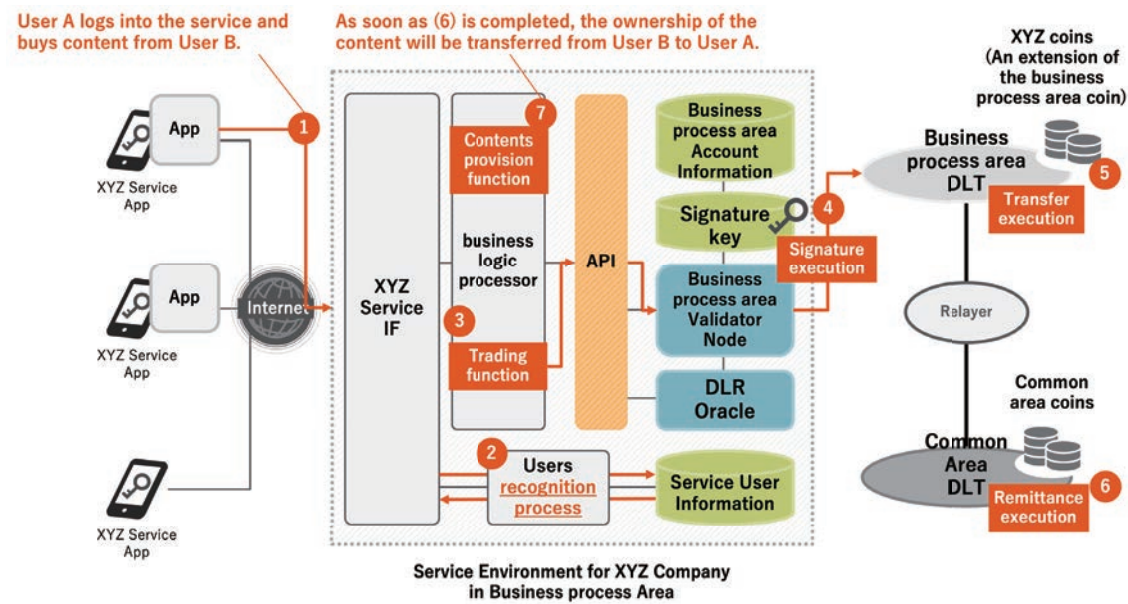 User A logs into the service and
buys content from User B.
As soon as (6) is completed, the ownership of the
content will be transferred from User B to User A.
XYZ coins
(An extension of
the business
process area coin)
1
7
App
XYZ Service
App
App
XYZ Service
App
XYZ Service
App
Internet
XYZ
Service
IF
Contents
provision
function
business
logic
processor
3
Trading
function
API
Business
process area
Account
Information
Signature
key
4
Signature
execution
Business
process area
Validator
Node
DLR
Oracle
2
Users
recognition
process
Service User
Information
Business
process area
DLT
5
Transfer
execution
Relayer
Common
area coins
Common
Area
DLT
6
Remittance
execution
Service Environment for XYZ Company
in Business process Area